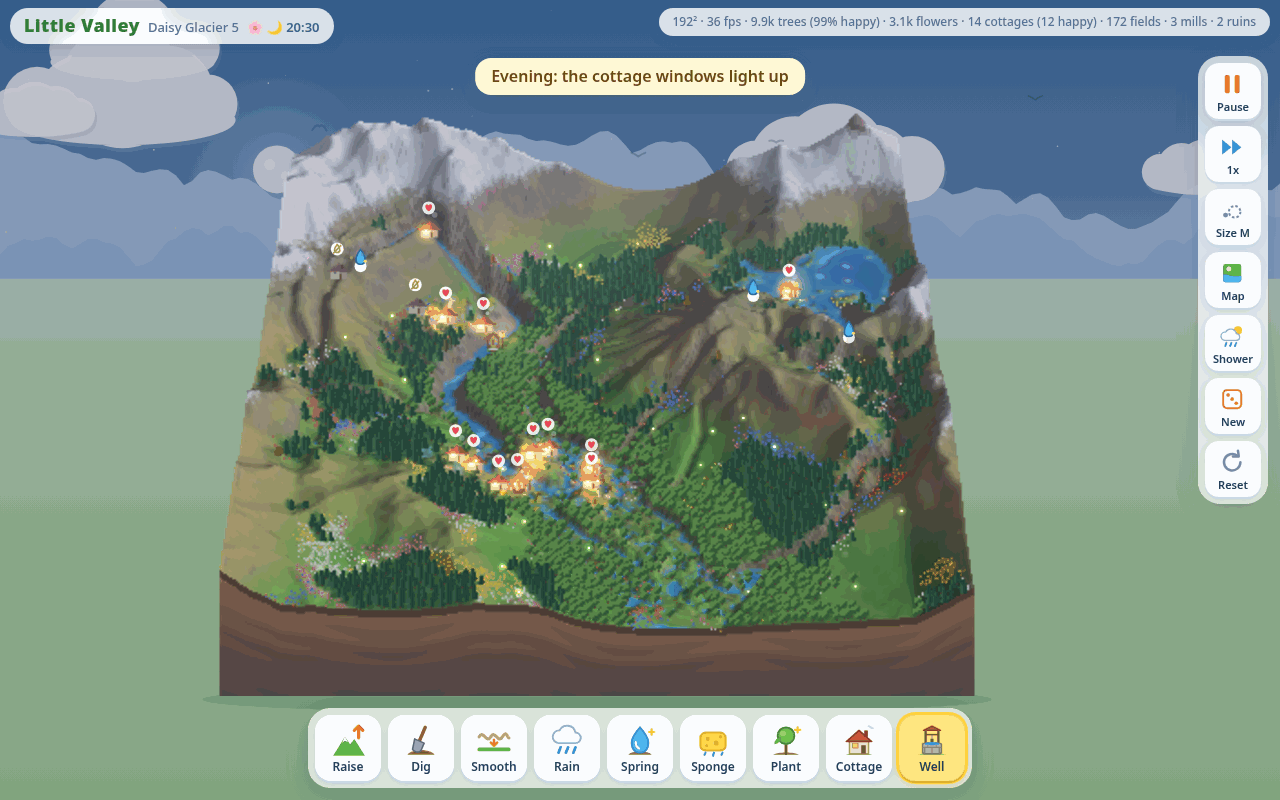 Little Valley Daisy Glacier 5 20:30
192² · 36 fps · 9.9k trees (99% happy) · 3.1k flowers · 14 cottages (12 happy) · 172 fields · 3 mills · 2 ruins
Evening: the cottage windows light up
Pause
1x
Size M
Map
Shower
New
Reset
Raise
Dig
Smooth
Rain
Spring
Sponge
Plant
Cottage
Well